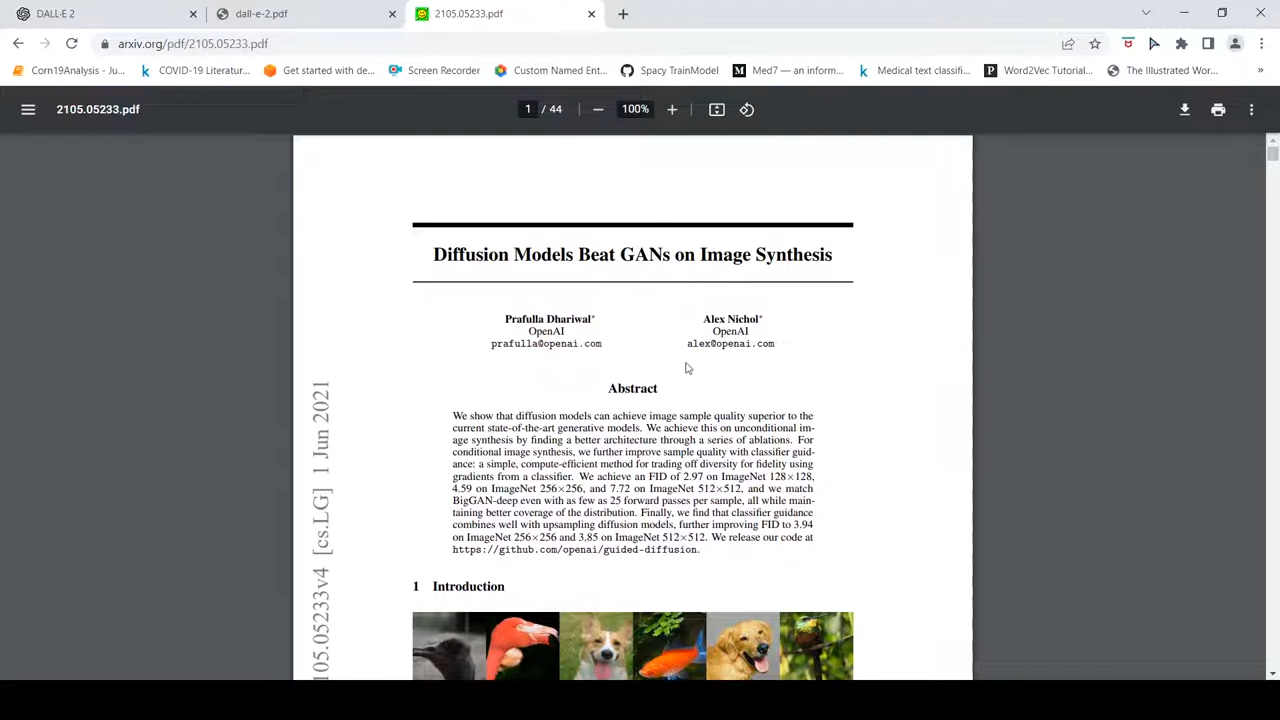 DALL·E 2
dall-e-2.pdf
2105.05233.pdf
arxiv.org/pdf/2105.05233.pdf
Corn19Analysis - Ju...
COVID-19 Literatur...
Get started with de...
Screen Recorder
Custom Named Ent...
Spacy TrainModel
Med7 — an inform...
Medical text classifi...
Word2Vec Tutorial...
The Illustrated Wor...
2105.05233.pdf
1 / 44
100%
Diffusion Models Beat GANs on Image Synthesis
Prafulla Dhariwal*
OpenAI
prafulla@openai.com
Alex Nichol*
OpenAI
alex@openai.com
Abstract
We show that diffusion models can achieve image sample quality superior to the
current state-of-the-art generative models. We achieve this on unconditional im-
age synthesis by finding a better architecture through a series of ablations. For
conditional image synthesis, we further improve sample quality with classifier guid-
ance: a simple, compute-efficient method for trading off diversity for fidelity using
gradients from a classifier. We achieve an FID of 2.97 on ImageNet 128×128,
4.59 on ImageNet 256×256, and 7.72 on ImageNet 512×512, and we match
BigGAN-deep even with as few as 25 forward passes per sample, all while main-
taining better coverage of the distribution. Finally, we find that classifier guidance
combines well with upsampling diffusion models, further improving FID to 3.94
on ImageNet 256×256 and 3.85 on ImageNet 512×512. We release our code at
https://github.com/openai/guided-diffusion.
1 Introduction
105.05233v4 [cs.LG] 1 Jun 2021